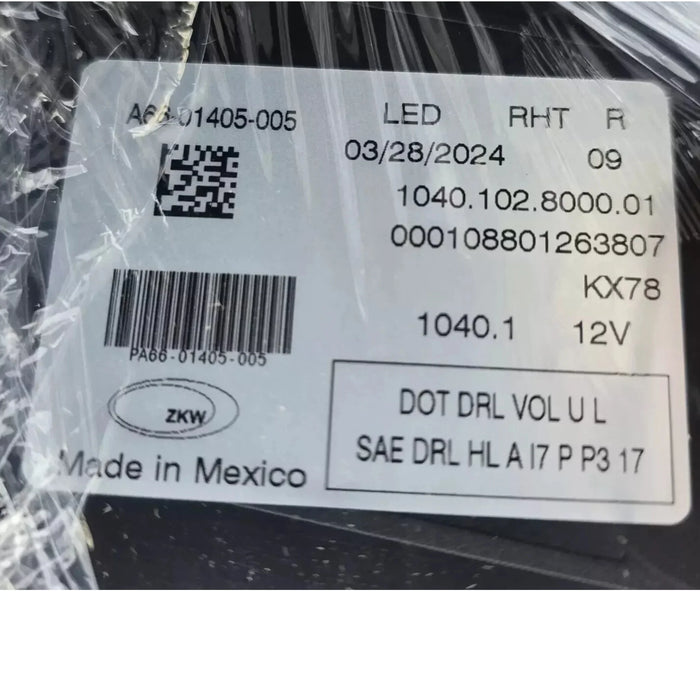 A66-01405-005
LED RHT R
03/28/2024 09
1040.102.8000.01
000108801263807
KX78
1040.1 12V
PA66-01405-005
ZKW
DOT DRL VOL U L
SAE DRL HL A I7 P P3 17
Made in Mexico